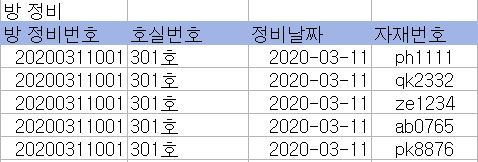 방 정비
방 정비번호 호실번호 정비날짜 자재번호
20200311001 301호 2020-03-11 ph1111
20200311001 301호 2020-03-11 qk2332
20200311001 301호 2020-03-11 ze1234
20200311001 301호 2020-03-11 ab0765
20200311001 301호 2020-03-11 pk8876